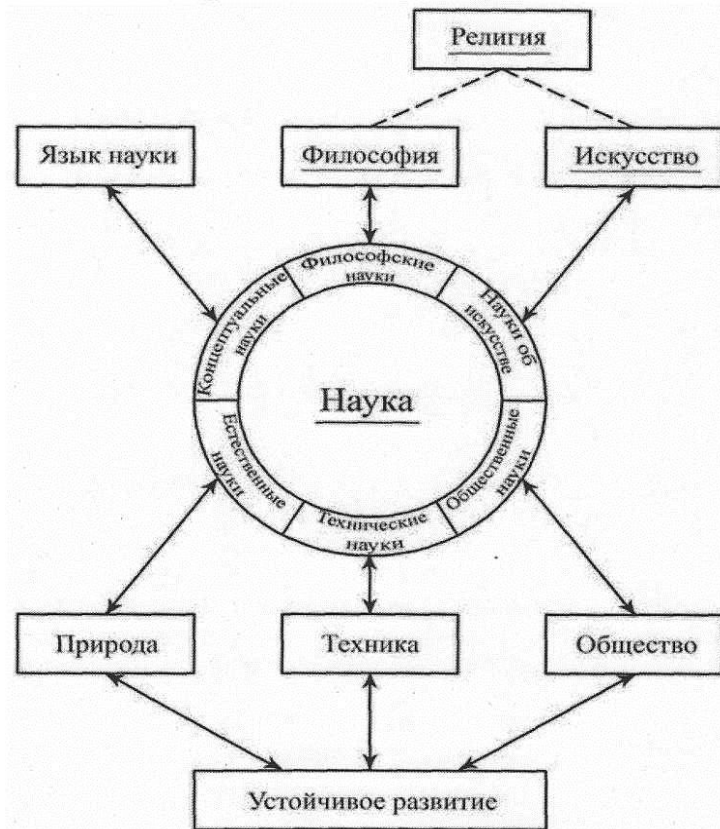 Религия
Язык науки
Философия
Искусство
Философские
науки
Концептуальные
науки
Науки об
искусстве
Наука
Естественные
науки
Технические
науки
Общественные
науки
Природа
Техника
Общество
Устойчивое развитие